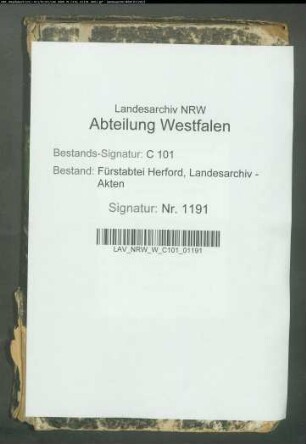 Landesarchiv NRW
Abteilung Westfalen
Bestands-Signatur: C 101
Bestand: Fürstabtei Herford, Landesarchiv -
Akten
Signatur: Nr. 1191
LAV_NRW_W_C101_01191